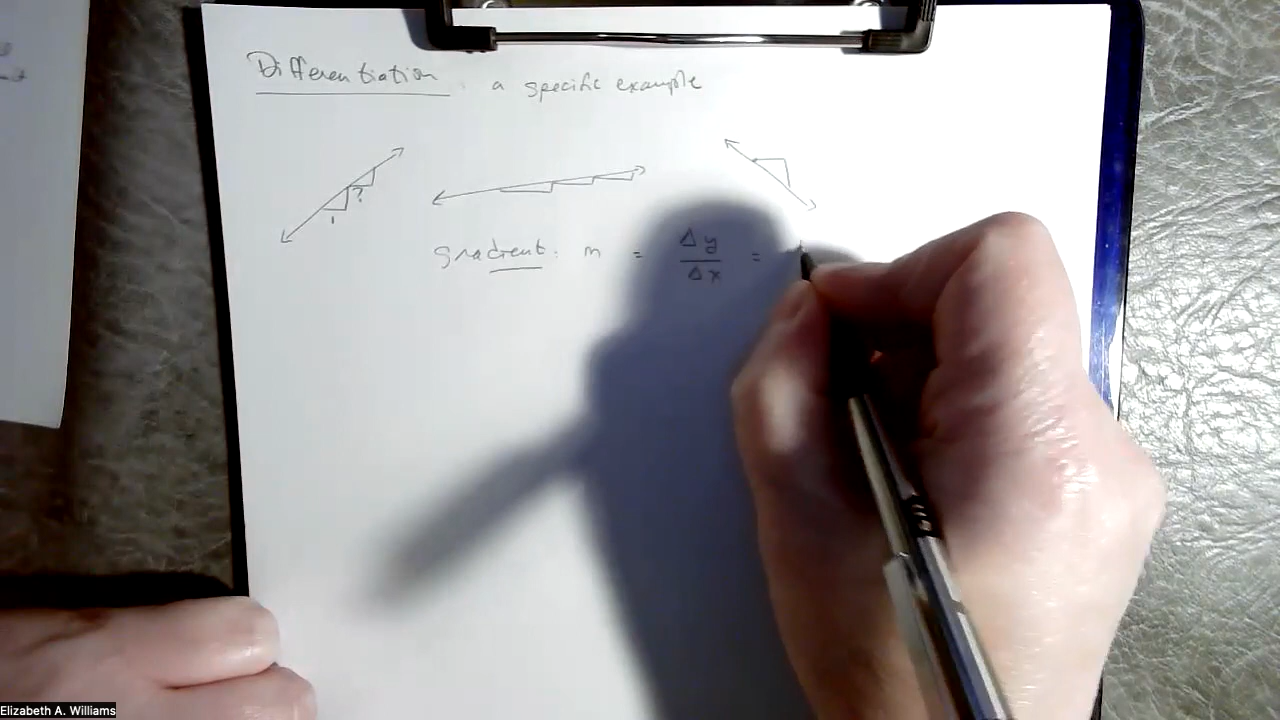 Differentiation : a specific example
1 ?
gradient: m = Δy / Δx =
Elizabeth A. Williams